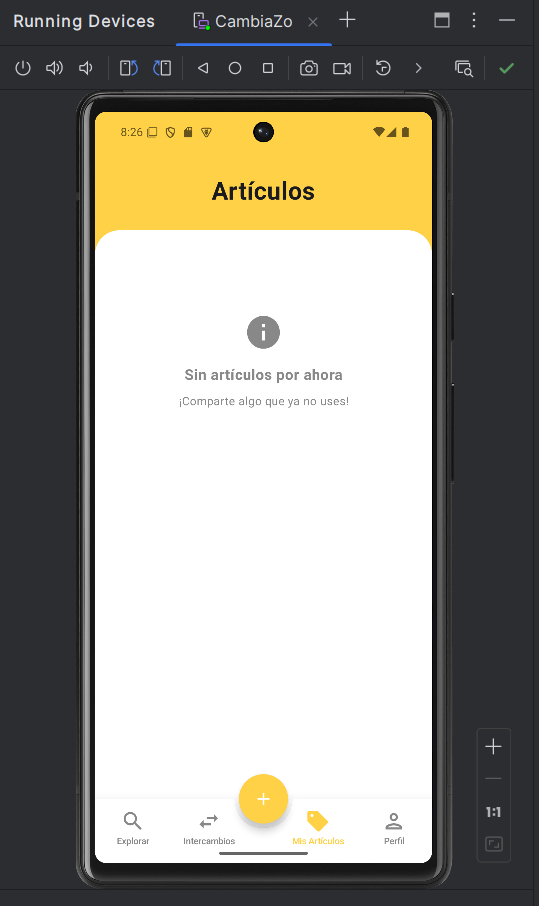 Running Devices
CambiaZo
8:26
Artículos
Sin artículos por ahora
¡Comparte algo que ya no uses!
Explorar
Intercambios
Mis Artículos
Perfil
1:1